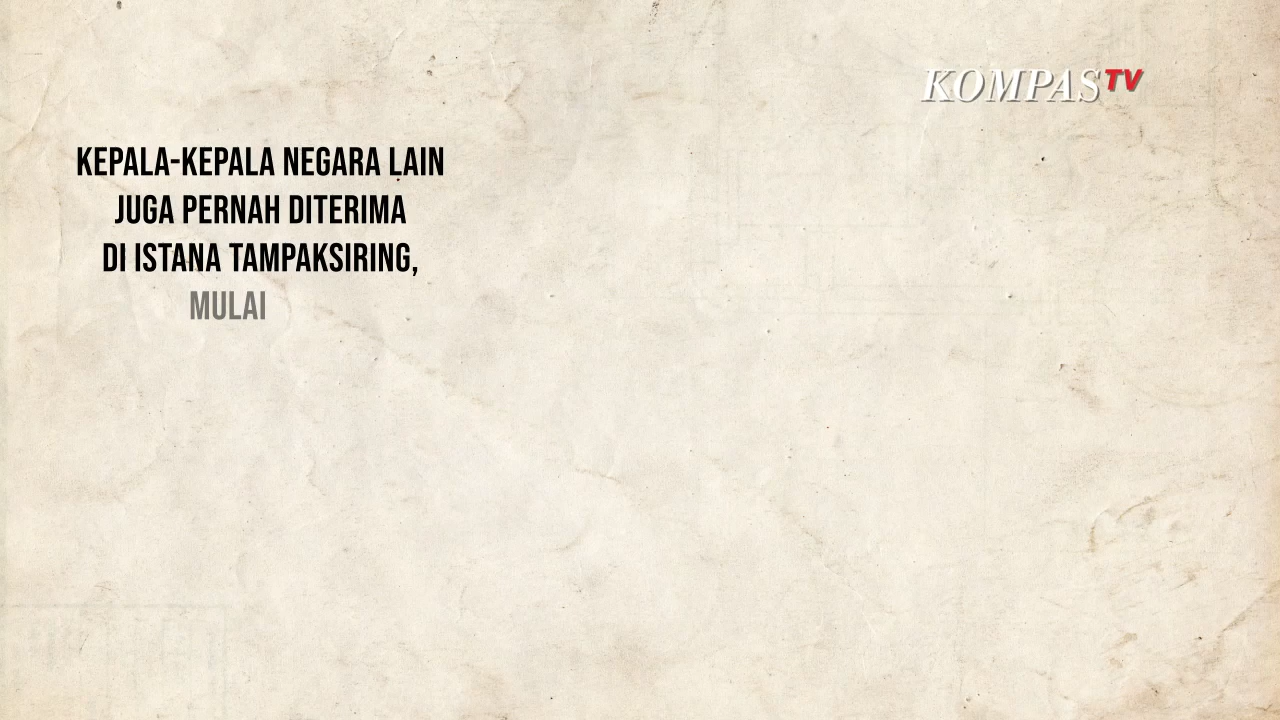 KOMPASTV
KEPALA-KEPALA NEGARA LAIN
JUGA PERNAH DITERIMA
DI ISTANA TAMPAKSIRING,
MULAI